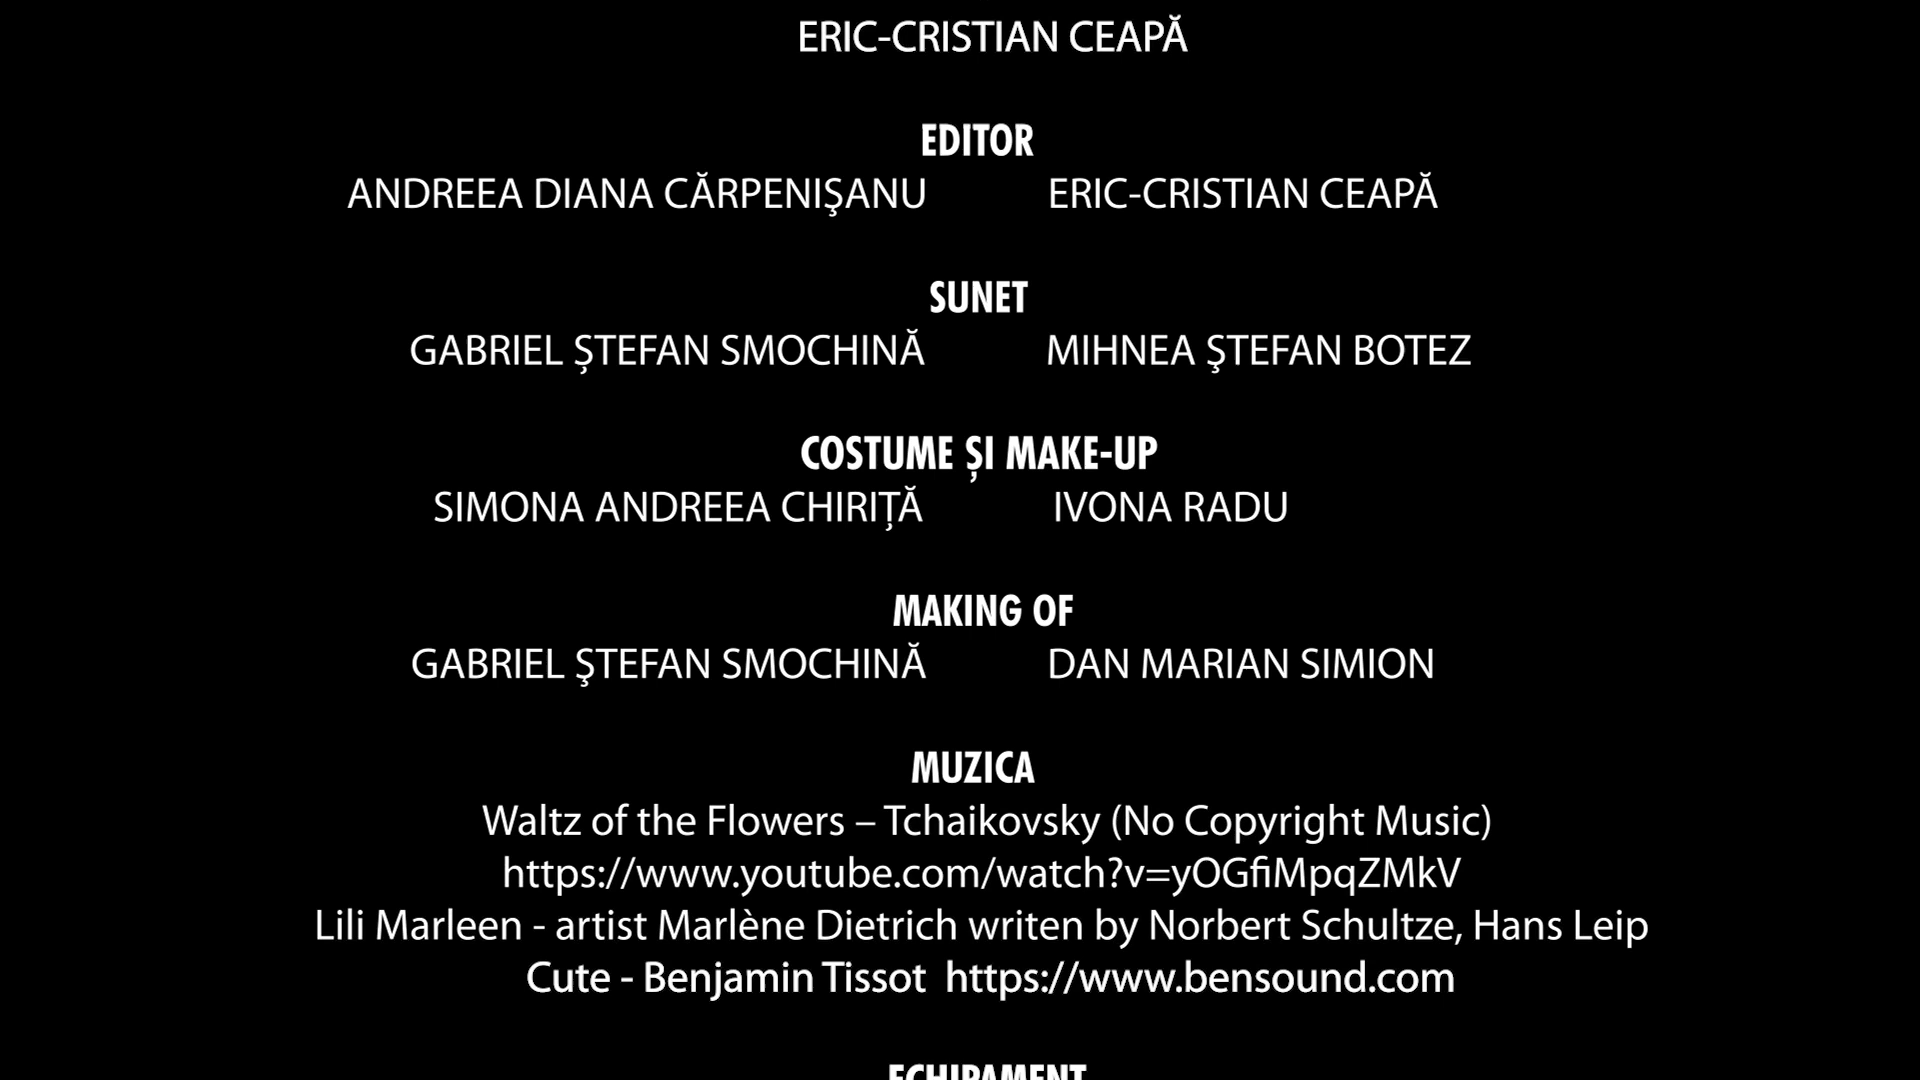 ERIC-CRISTIAN CEAPĂ
EDITOR
ANDREEA DIANA CĂRPENIŞANU ERIC-CRISTIAN CEAPĂ
SUNET
GABRIEL ȘTEFAN SMOCHINĂ MIHNEA ŞTEFAN BOTEZ
COSTUME ȘI MAKE-UP
SIMONA ANDREEA CHIRIȚĂ IVONA RADU
MAKING OF
GABRIEL ŞTEFAN SMOCHINĂ DAN MARIAN SIMION
MUZICA
Waltz of the Flowers – Tchaikovsky (No Copyright Music)
https://www.youtube.com/watch?v=yOGfiMpqZMkV
Lili Marleen - artist Marlène Dietrich writen by Norbert Schultze, Hans Leip
Cute - Benjamin Tissot https://www.bensound.com
ECHIPAMENT